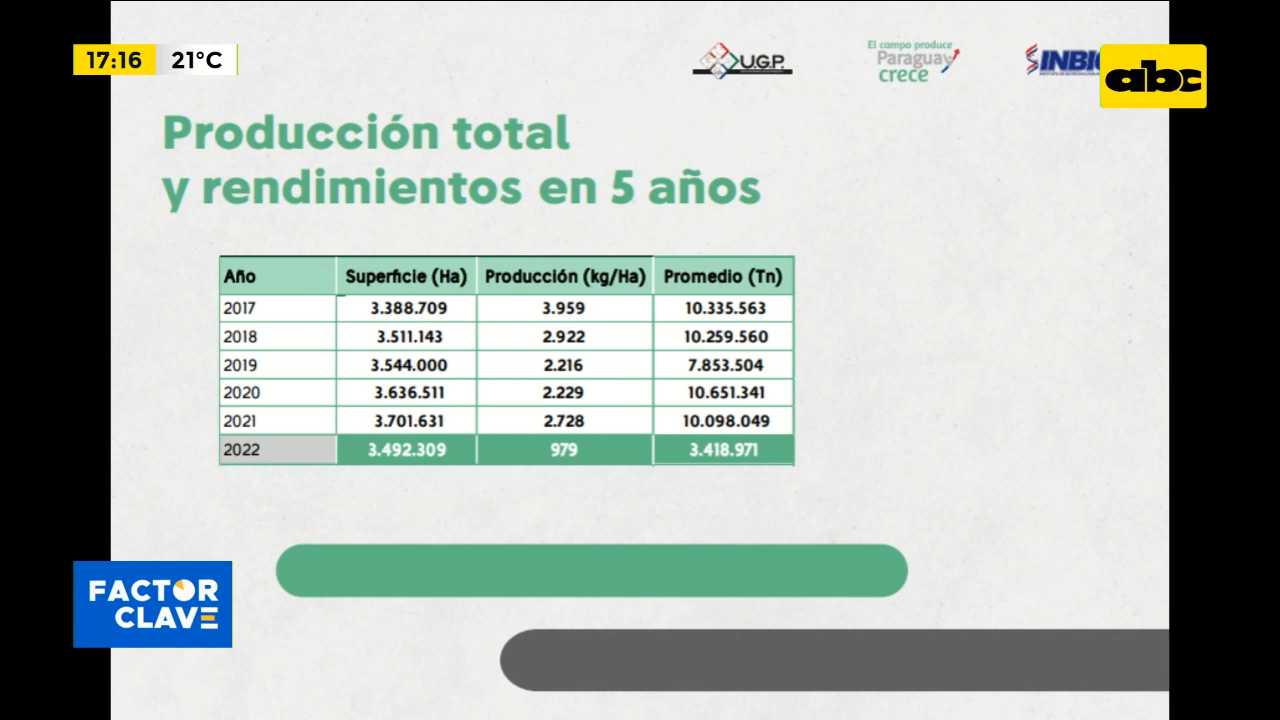 17:16 21°C
U.G.P.
El campo produce
Paraguay
crece
INBIO
abc
Producción total
y rendimientos en 5 años
Año Superficie (Ha) Producción (kg/Ha) Promedio (Tn)
2017 3.388.709 3.959 10.335.563
2018 3.511.143 2.922 10.259.560
2019 3.544.000 2.216 7.853.504
2020 3.636.511 2.229 10.651.341
2021 3.701.631 2.728 10.098.049
2022 3.492.309 979 3.418.971
FACTOR
CLAVE